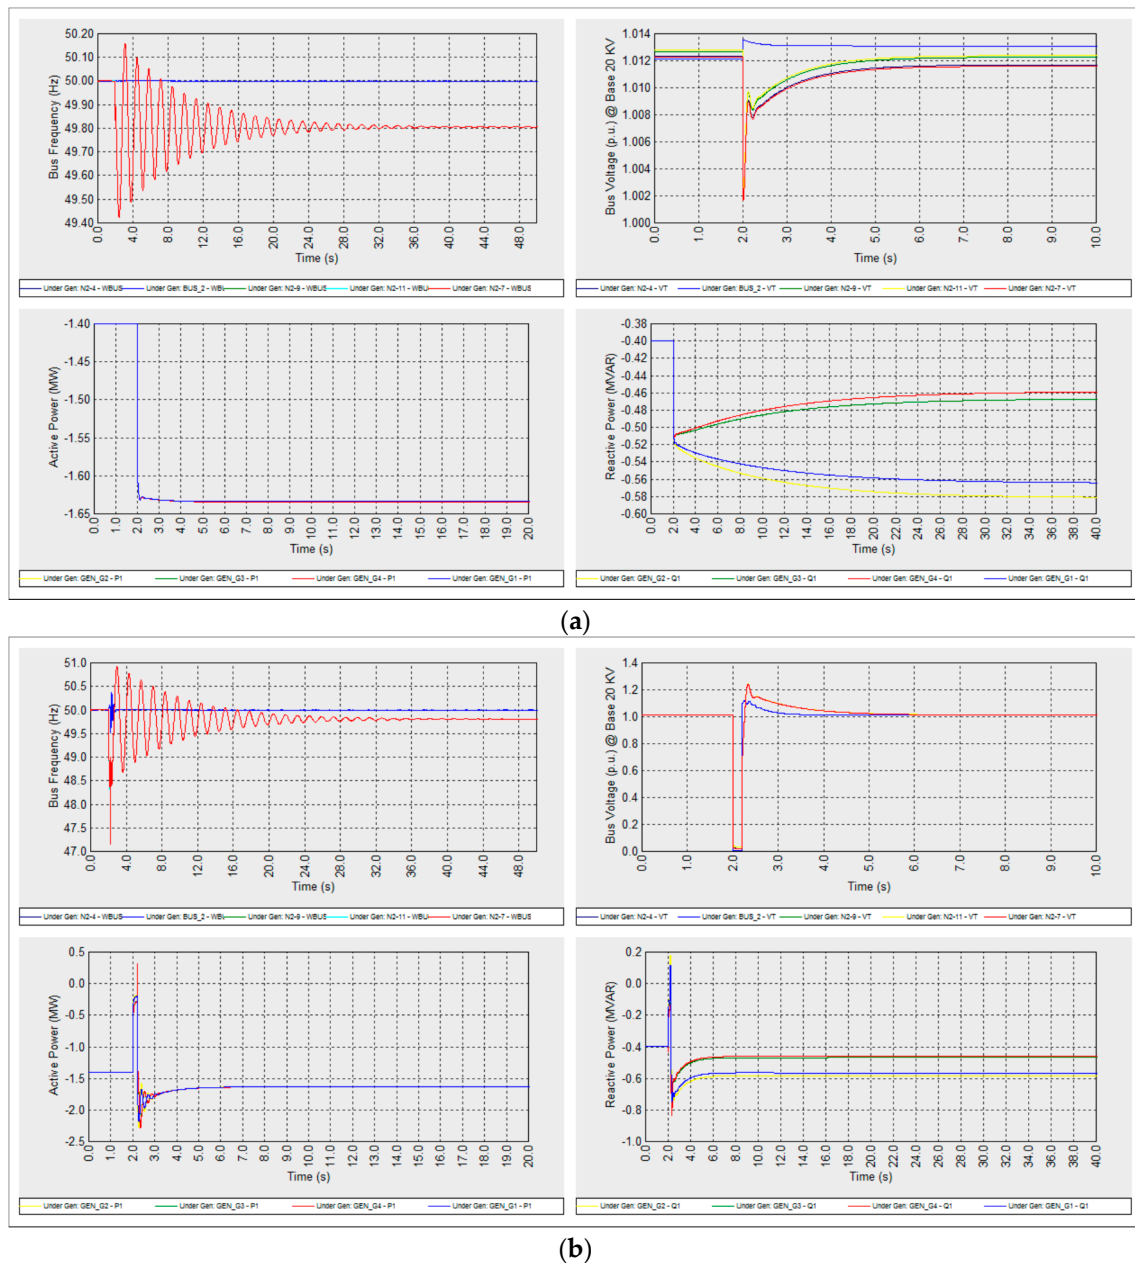 50.20
50.10
50.00
49.90
49.80
49.70
49.60
49.50
49.40
Bus Frequency (Hz)
0.0 4.0 8.0 12.0 16.0 20.0 24.0 28.0 32.0 36.0 40.0 44.0 48.0
Time (s)
Under Gen: N2-4 - WBUS Under Gen: BUS_2 - WBU Under Gen: N2-9 - WBUS Under Gen: N2-11 - WBU Under Gen: N2-7 - WBUS
1.014
1.012
1.010
1.008
1.006
1.004
1.002
1.000
Bus Voltage (p.u.) @ Base 20 KV
0.0 1.0 2.0 3.0 4.0 5.0 6.0 7.0 8.0 9.0 10.0
Time (s)
Under Gen: N2-4 - VT Under Gen: BUS_2 - VT Under Gen: N2-9 - VT Under Gen: N2-11 - VT Under Gen: N2-7 - VT
-1.40
-1.45
-1.50
-1.55
-1.60
-1.65
Active Power (MW)
0.0 1.0 2.0 3.0 4.0 5.0 6.0 7.0 8.0 9.0 10.0 11.0 12.0 13.0 14.0 15.0 16.0 17.0 18.0 19.0 20.0
Time (s)
Under Gen: GEN_G2 - P1 Under Gen: GEN_G3 - P1 Under Gen: GEN_G4 - P1 Under Gen: GEN_G1 - P1
-0.38
-0.40
-0.42
-0.44
-0.46
-0.48
-0.50
-0.52
-0.54
-0.56
-0.58
-0.60
Reactive Power (MVAR)
0.0 2.0 4.0 6.0 8.0 10.0 12.0 14.0 16.0 18.0 20.0 22.0 24.0 26.0 28.0 30.0 32.0 34.0 36.0 38.0 40.0
Time (s)
Under Gen: GEN_G2 - Q1 Under Gen: GEN_G3 - Q1 Under Gen: GEN_G4 - Q1 Under Gen: GEN_G1 - Q1
(a)
51.0
50.5
50.0
49.5
49.0
48.5
48.0
47.5
47.0
Bus Frequency (Hz)
0.0 4.0 8.0 12.0 16.0 20.0 24.0 28.0 32.0 36.0 40.0 44.0 48.0
Time (s)
Under Gen: N2-4 - WBUS Under Gen: BUS_2 - WBU Under Gen: N2-9 - WBUS Under Gen: N2-11 - WBU Under Gen: N2-7 - WBUS
1.4
1.2
1.0
0.8
0.6
0.4
0.2
0.0
Bus Voltage (p.u.) @ Base 20 KV
0.0 1.0 2.0 3.0 4.0 5.0 6.0 7.0 8.0 9.0 10.0
Time (s)
Under Gen: N2-4 - VT Under Gen: BUS_2 - VT Under Gen: N2-9 - VT Under Gen: N2-11 - VT Under Gen: N2-7 - VT
0.5
0.0
-0.5
-1.0
-1.5
-2.0
-2.5
Active Power (MW)
0.0 1.0 2.0 3.0 4.0 5.0 6.0 7.0 8.0 9.0 10.0 11.0 12.0 13.0 14.0 15.0 16.0 17.0 18.0 19.0 20.0
Time (s)
Under Gen: GEN_G2 - P1 Under Gen: GEN_G3 - P1 Under Gen: GEN_G4 - P1 Under Gen: GEN_G1 - P1
0.2
0.0
-0.2
-0.4
-0.6
-0.8
-1.0
Reactive Power (MVAR)
0.0 2.0 4.0 6.0 8.0 10.0 12.0 14.0 16.0 18.0 20.0 22.0 24.0 26.0 28.0 30.0 32.0 34.0 36.0 38.0 40.0
Time (s)
Under Gen: GEN_G2 - Q1 Under Gen: GEN_G3 - Q1 Under Gen: GEN_G4 - Q1 Under Gen: GEN_G1 - Q1
(b)